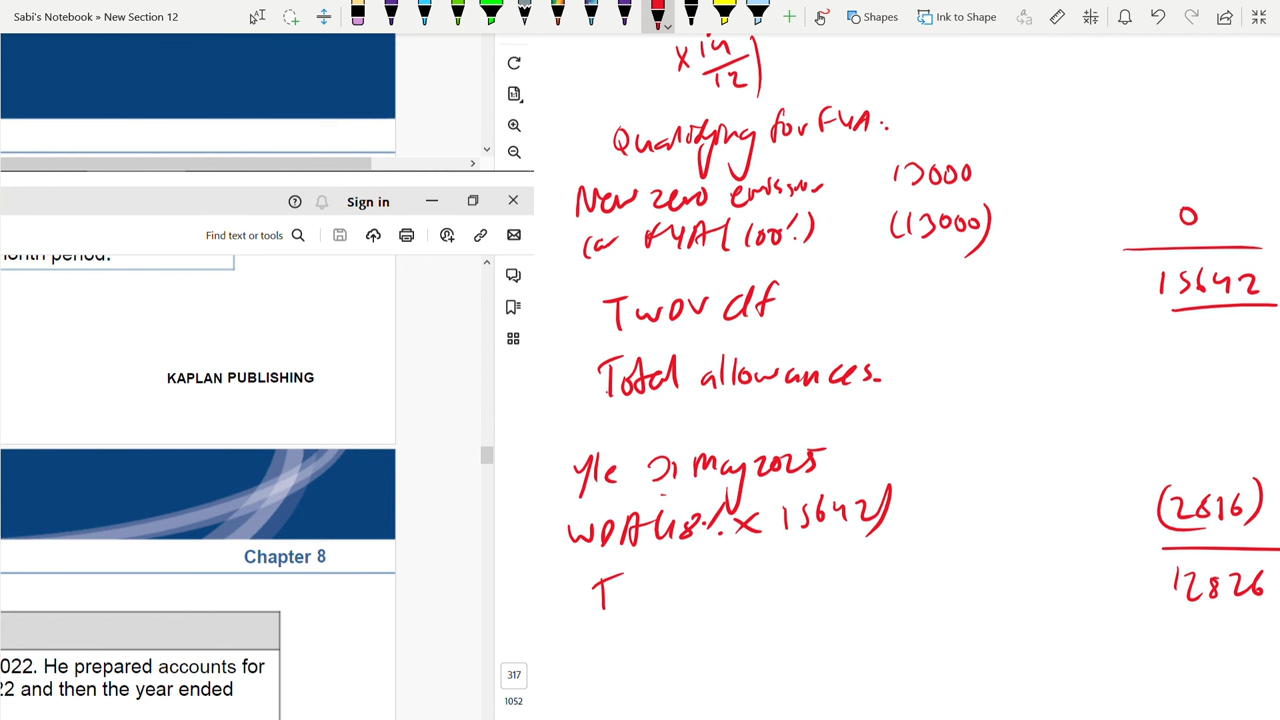 Sabi's Notebook » New Section 12
Shapes
Ink to Shape
Sign in
Find text or tools
onth period.
KAPLAN PUBLISHING
Chapter 8
022. He prepared accounts for
22 and then the year ended
317
1052
x 14/12)
Qualifying for FYA:
New zero emission 13000
car FYA (100%) (13000) 0
15642
TWDV c/f
Total allowances.
y/e 31 May 2025
WDA (18% x 15642) (2816)
12826
T